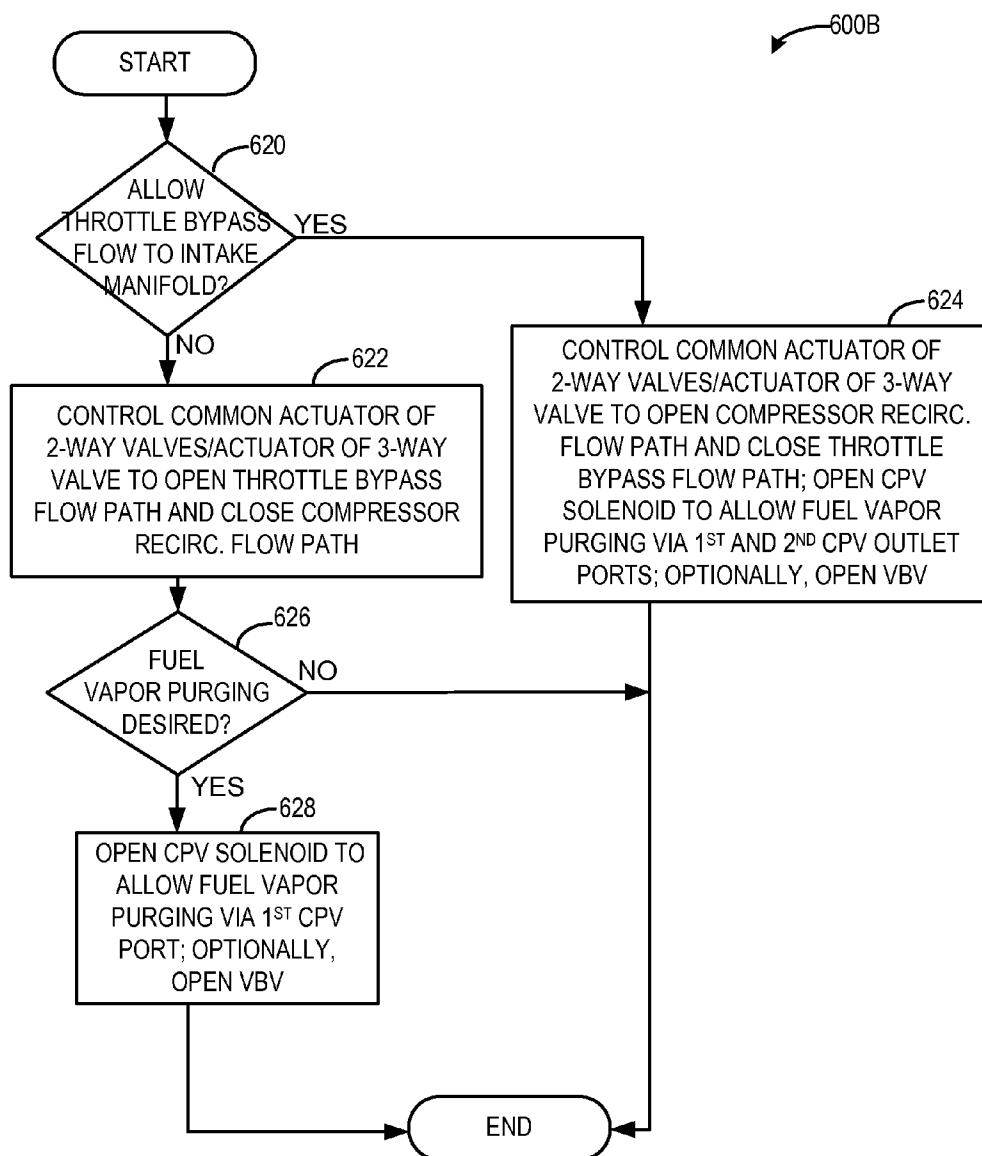 600B
START
620
ALLOW
THROTTLE BYPASS
FLOW TO INTAKE
MANIFOLD?
YES
NO
622
CONTROL COMMON ACTUATOR OF
2-WAY VALVES/ACTUATOR OF 3-WAY
VALVE TO OPEN THROTTLE BYPASS
FLOW PATH AND CLOSE COMPRESSOR
RECIRC. FLOW PATH
624
CONTROL COMMON ACTUATOR OF
2-WAY VALVES/ACTUATOR OF 3-WAY
VALVE TO OPEN COMPRESSOR RECIRC.
FLOW PATH AND CLOSE THROTTLE
BYPASS FLOW PATH; OPEN CPV
SOLENOID TO ALLOW FUEL VAPOR
PURGING VIA 1ST AND 2ND CPV OUTLET
PORTS; OPTIONALLY, OPEN VBV
626
FUEL
VAPOR PURGING
DESIRED?
NO
YES
628
OPEN CPV SOLENOID TO
ALLOW FUEL VAPOR
PURGING VIA 1ST CPV
PORT; OPTIONALLY,
OPEN VBV
END